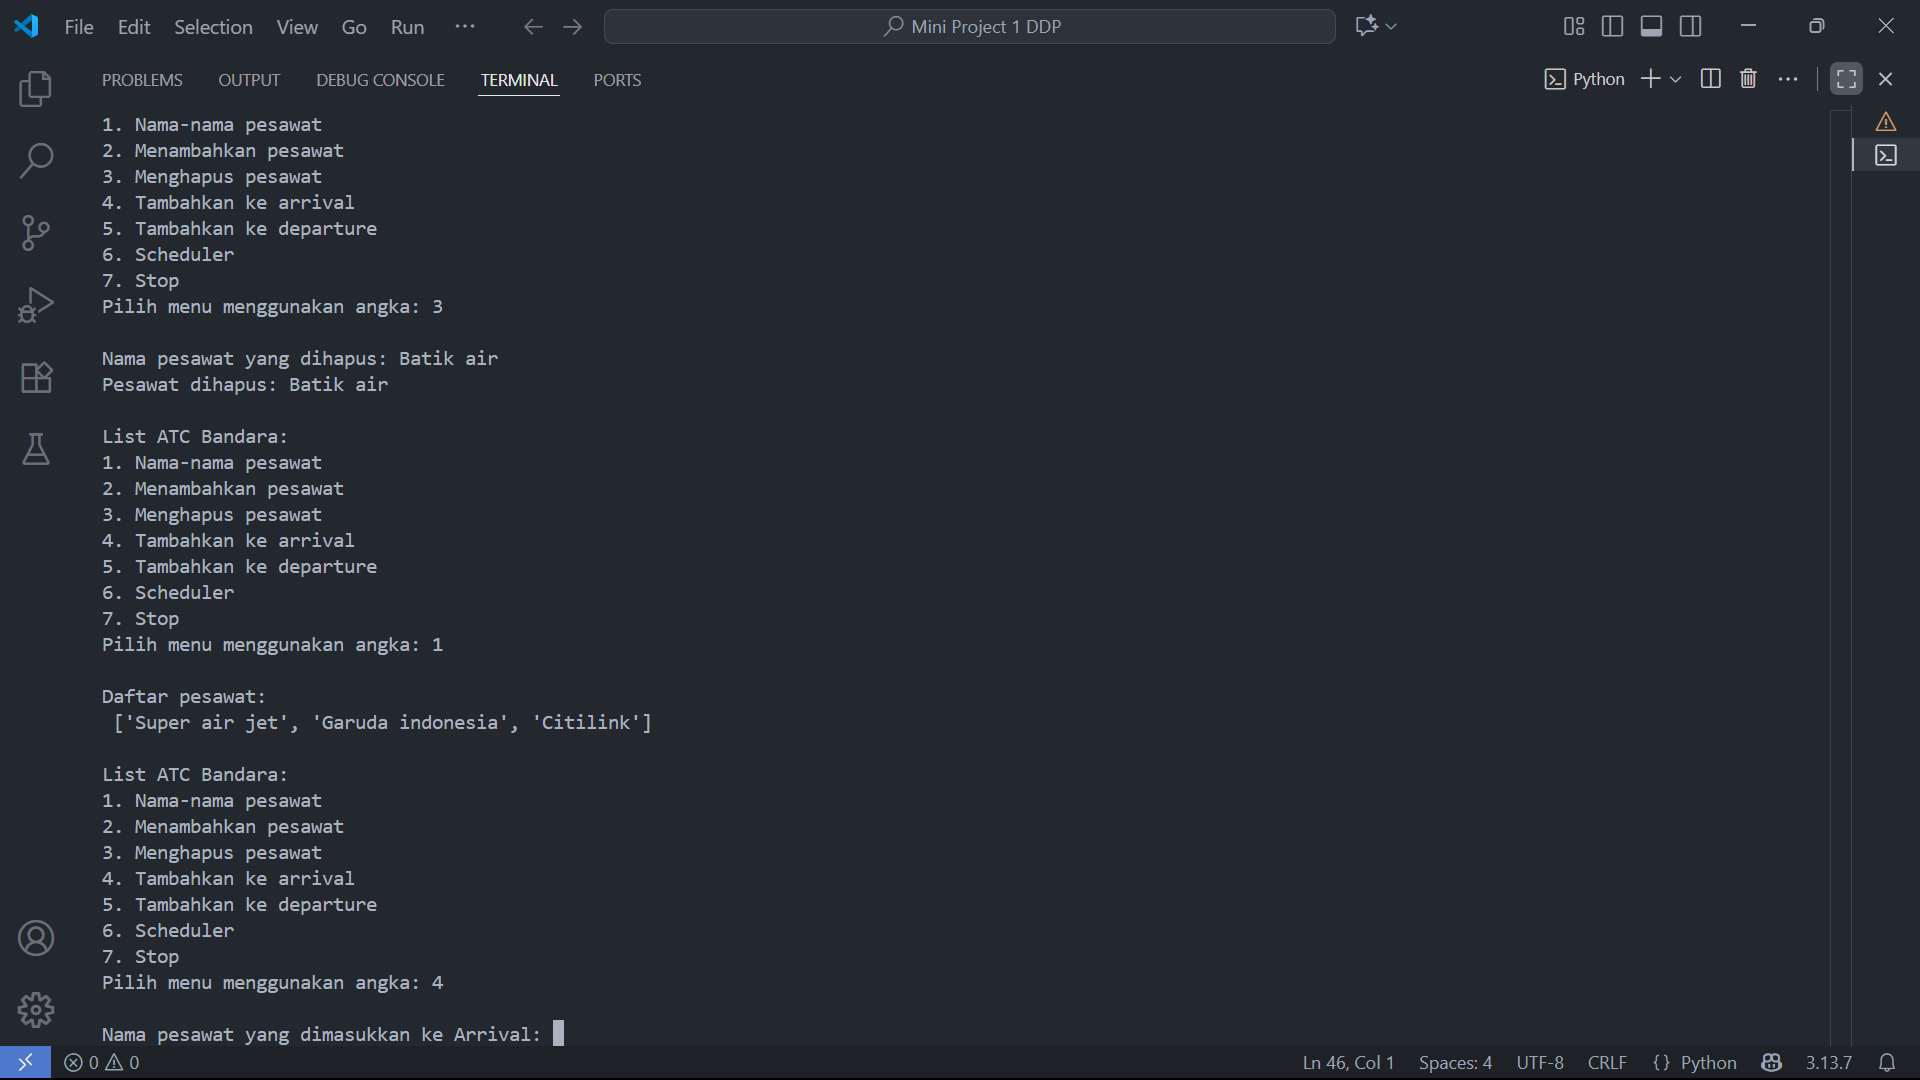 File Edit Selection View Go Run ··· Mini Project 1 DDP
PROBLEMS OUTPUT DEBUG CONSOLE TERMINAL PORTS Python
1. Nama-nama pesawat
2. Menambahkan pesawat
3. Menghapus pesawat
4. Tambahkan ke arrival
5. Tambahkan ke departure
6. Scheduler
7. Stop
Pilih menu menggunakan angka: 3
Nama pesawat yang dihapus: Batik air
Pesawat dihapus: Batik air
List ATC Bandara:
1. Nama-nama pesawat
2. Menambahkan pesawat
3. Menghapus pesawat
4. Tambahkan ke arrival
5. Tambahkan ke departure
6. Scheduler
7. Stop
Pilih menu menggunakan angka: 1
Daftar pesawat:
['Super air jet', 'Garuda indonesia', 'Citilink']
List ATC Bandara:
1. Nama-nama pesawat
2. Menambahkan pesawat
3. Menghapus pesawat
4. Tambahkan ke arrival
5. Tambahkan ke departure
6. Scheduler
7. Stop
Pilih menu menggunakan angka: 4
Nama pesawat yang dimasukkan ke Arrival:
0 0 Ln 46, Col 1 Spaces: 4 UTF-8 CRLF {} Python 3.13.7